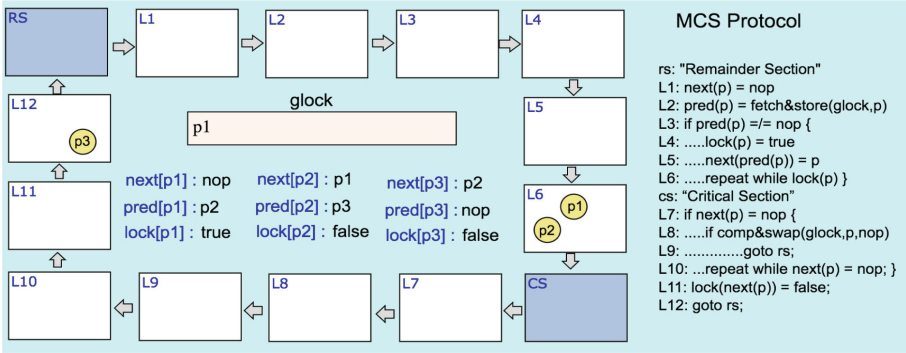 RS
L1
L2
L3
L4
MCS Protocol
L12
p3
glock
p1
L5
L11
next[p1] : nop
next[p2] : p1
next[p3] : p2
pred[p1] : p2
pred[p2] : p3
pred[p3] : nop
lock[p1] : true
lock[p2] : false
lock[p3] : false
L6
p1
p2
L10
L9
L8
L7
CS
rs: "Remainder Section"
L1: next(p) = nop
L2: pred(p) = fetch&store(glock,p)
L3: if pred(p) =/= nop {
L4: .....lock(p) = true
L5: .....next(pred(p)) = p
L6: .....repeat while lock(p) }
cs: “Critical Section”
L7: if next(p) = nop {
L8: .....if comp&swap(glock,p,nop)
L9: ..............goto rs;
L10: ...repeat while next(p) = nop; }
L11: lock(next(p)) = false;
L12: goto rs;